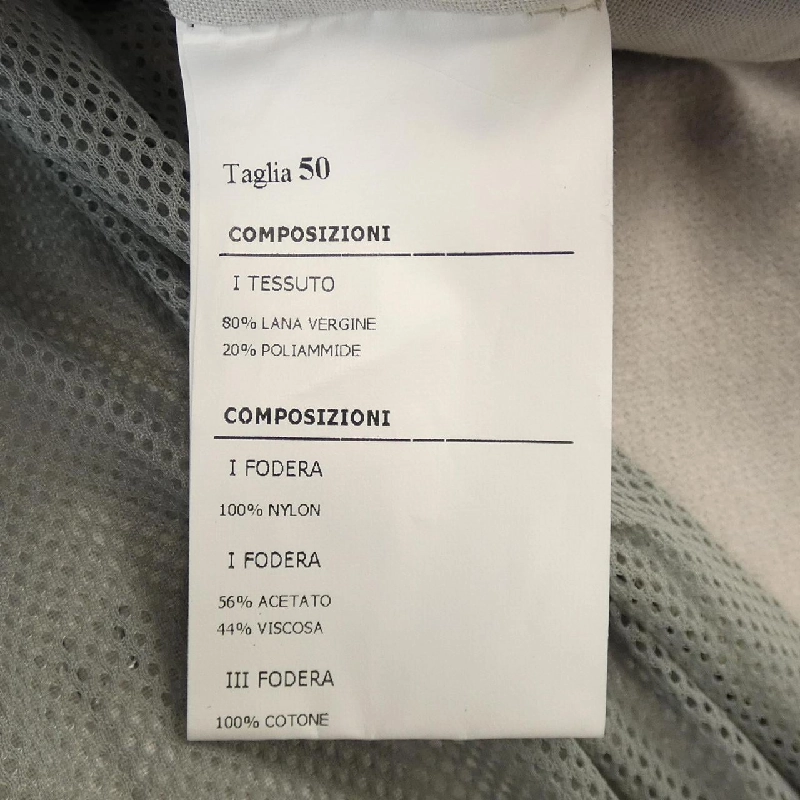 Taglia 50
COMPOSIZIONI
I TESSUTO
80% LANA VERGINE
20% POLIAMMIDE
COMPOSIZIONI
I FODERA
100% NYLON
I FODERA
56% ACETATO
44% VISCOSA
III FODERA
100% COTONE